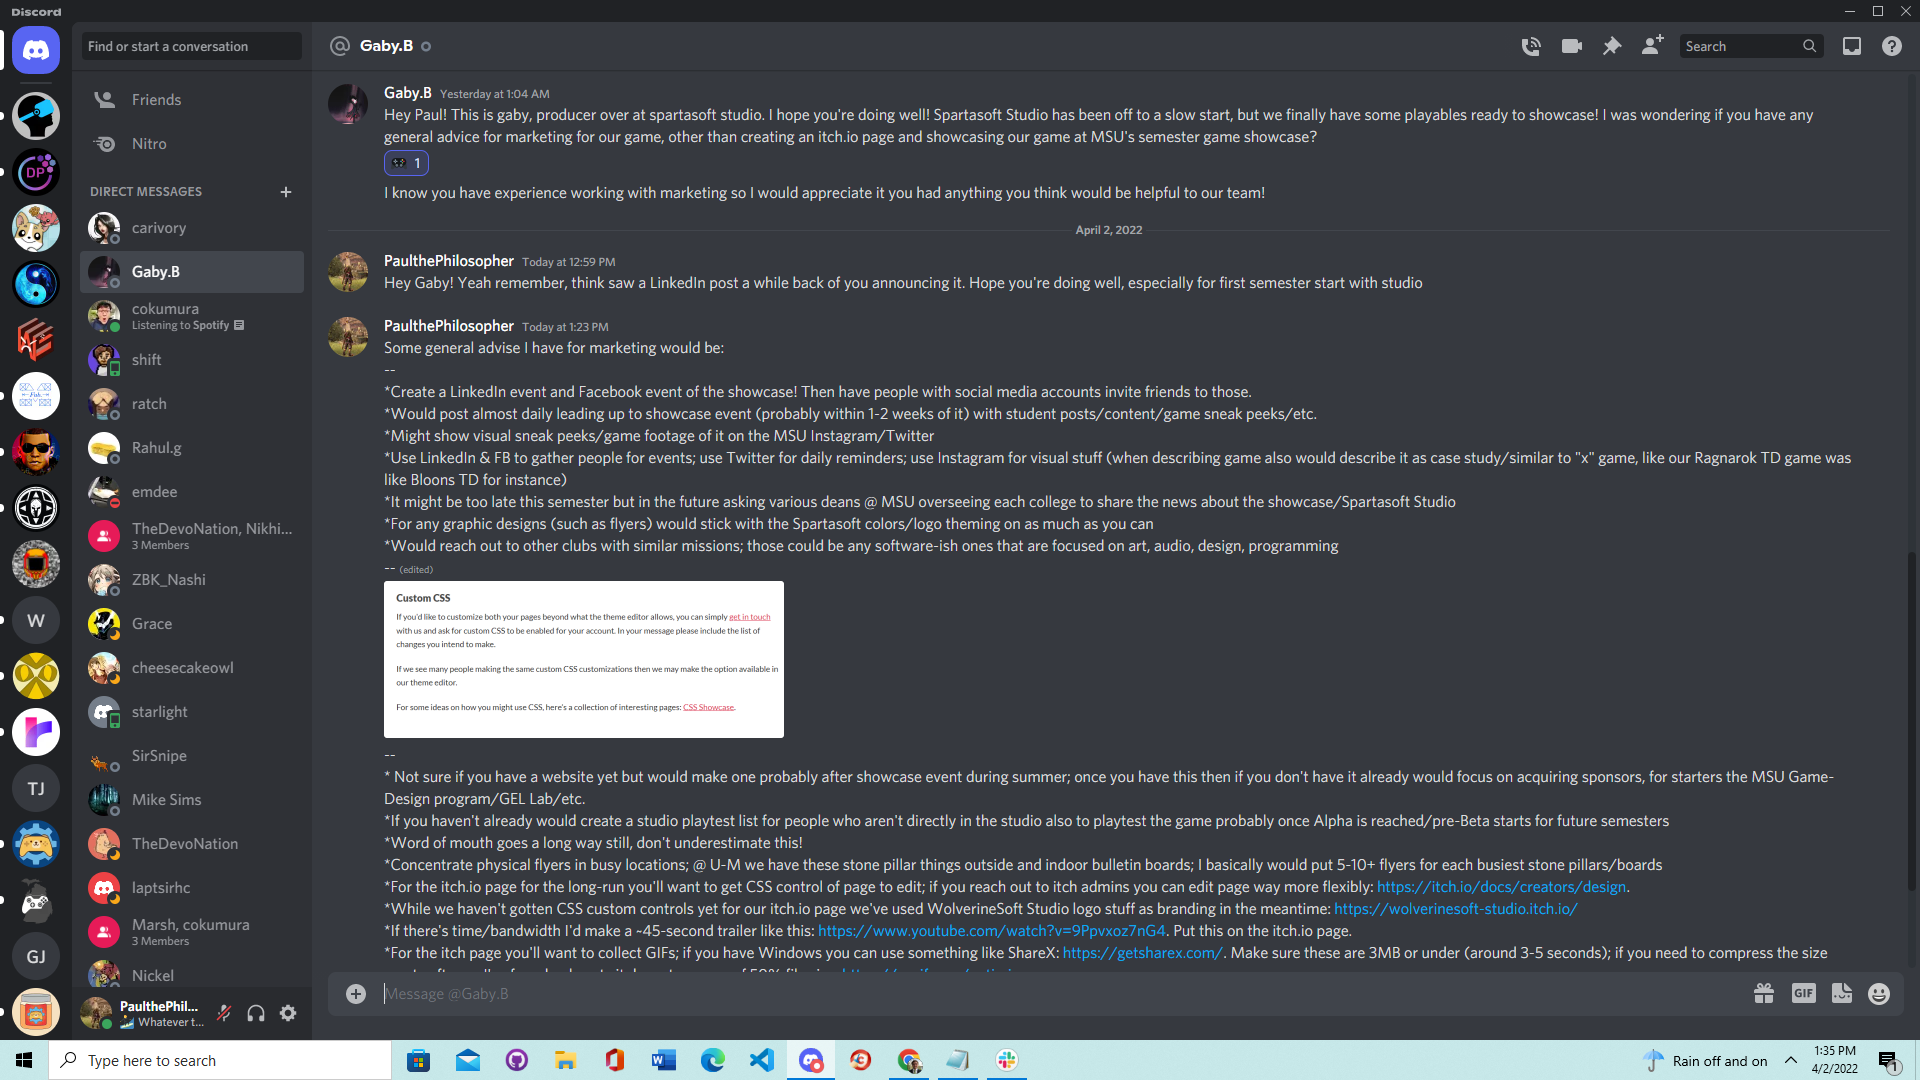 Discord
Find or start a conversation
Gaby.B
Search
Friends
Nitro
DIRECT MESSAGES
carivory
Gaby.B
cokumura
Listening to Spotify
shift
ratch
Rahul.g
emdee
TheDevoNation, Nikhi...
3 Members
ZBK_Nashi
Grace
cheesecakeowl
starlight
SirSnipe
Mike Sims
TheDevoNation
laptsirhc
Marsh, cokumura
3 Members
Nickel
DP
W
TJ
GJ
PaulthePhil...
Whatever t...
Gaby.B Yesterday at 1:04 AM
Hey Paul! This is gaby, producer over at spartasoft studio. I hope you're doing well! Spartasoft Studio has been off to a slow start, but we finally have some playables ready to showcase! I was wondering if you have any
general advice for marketing for our game, other than creating an itch.io page and showcasing our game at MSU's semester game showcase?
1
I know you have experience working with marketing so I would appreciate it you had anything you think would be helpful to our team!
April 2, 2022
PaulthePhilosopher Today at 12:59 PM
Hey Gaby! Yeah remember, think saw a LinkedIn post a while back of you announcing it. Hope you're doing well, especially for first semester start with studio
PaulthePhilosopher Today at 1:23 PM
Some general advise I have for marketing would be:
--
*Create a LinkedIn event and Facebook event of the showcase! Then have people with social media accounts invite friends to those.
*Would post almost daily leading up to showcase event (probably within 1-2 weeks of it) with student posts/content/game sneak peeks/etc.
*Might show visual sneak peeks/game footage of it on the MSU Instagram/Twitter
*Use LinkedIn & FB to gather people for events; use Twitter for daily reminders; use Instagram for visual stuff (when describing game also would describe it as case study/similar to "x" game, like our Ragnarok TD game was
like Bloons TD for instance)
*It might be too late this semester but in the future asking various deans @ MSU overseeing each college to share the news about the showcase/Spartasoft Studio
*For any graphic designs (such as flyers) would stick with the Spartasoft colors/logo theming on as much as you can
*Would reach out to other clubs with similar missions; those could be any software-ish ones that are focused on art, audio, design, programming
-- (edited)
Custom CSS
If you'd like to customize both your pages beyond what the theme editor allows, you can simply get in touch
with us and ask for custom CSS to be enabled for your account. In your message please include the list of
changes you intend to make.
If we see many people making the same custom CSS customizations then we may make the option available in
our theme editor.
For some ideas on how you might use CSS, here's a collection of interesting pages: CSS Showcase.
--
* Not sure if you have a website yet but would make one probably after showcase event during summer; once you have this then if you don't have it already would focus on acquiring sponsors, for starters the MSU Game-
Design program/GEL Lab/etc.
*If you haven't already would create a studio playtest list for people who aren't directly in the studio also to playtest the game probably once Alpha is reached/pre-Beta starts for future semesters
*Word of mouth goes a long way still, don't underestimate this!
*Concentrate physical flyers in busy locations; @ U-M we have these stone pillar things outside and indoor bulletin boards; I basically would put 5-10+ flyers for each busiest stone pillars/boards
*For the itch.io page for the long-run you'll want to get CSS control of page to edit; if you reach out to itch admins you can edit page way more flexibly: https://itch.io/docs/creators/design.
*While we haven't gotten CSS custom controls yet for our itch.io page we've used WolverineSoft Studio logo stuff as branding in the meantime: https://wolverinesoft-studio.itch.io/
*If there's time/bandwidth I'd make a ~45-second trailer like this: https://www.youtube.com/watch?v=9Ppvxoz7nG4. Put this on the itch.io page.
*For the itch page you'll want to collect GIFs; if you have Windows you can use something like ShareX: https://getsharex.com/. Make sure these are 3MB or under (around 3-5 seconds); if you need to compress the size
Message @Gaby.B
GIF
Type here to search
Rain off and on
1:35 PM
4/2/2022
1